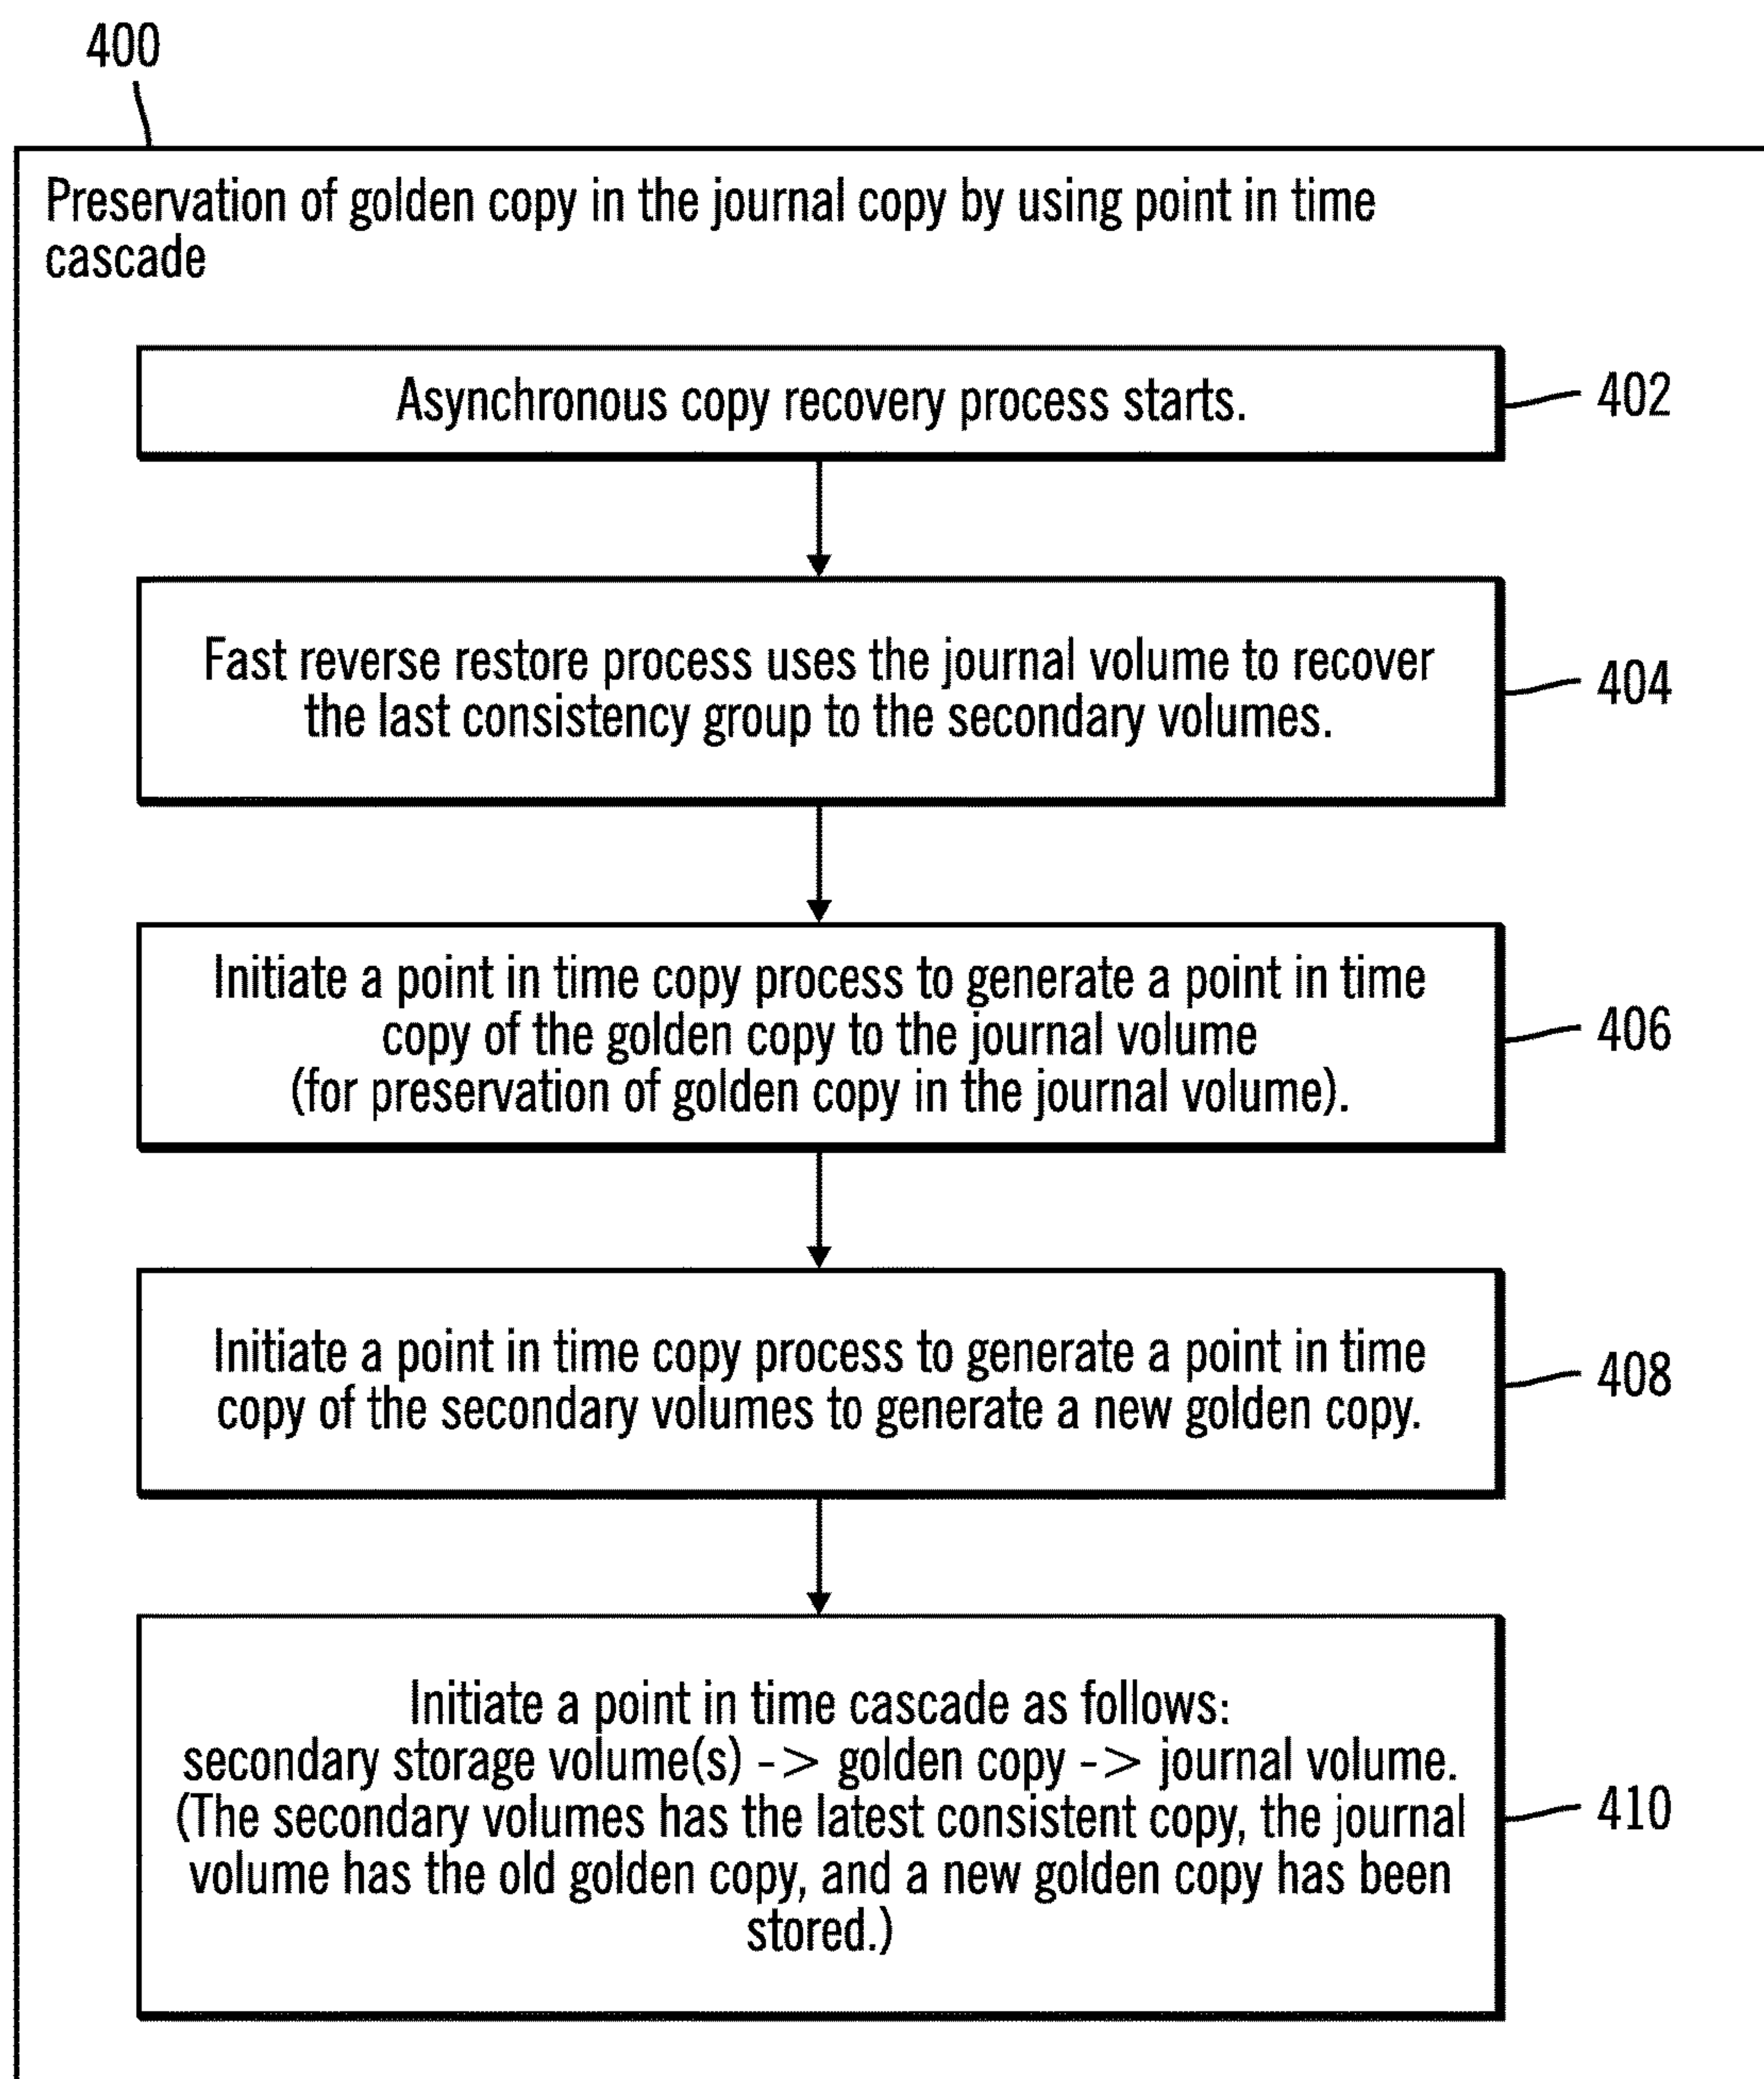 400
Preservation of golden copy in the journal copy by using point in time
cascade
Asynchronous copy recovery process starts.
402
Fast reverse restore process uses the journal volume to recover
the last consistency group to the secondary volumes.
404
Initiate a point in time copy process to generate a point in time
copy of the golden copy to the journal volume
(for preservation of golden copy in the journal volume).
406
Initiate a point in time copy process to generate a point in time
copy of the secondary volumes to generate a new golden copy.
408
Initiate a point in time cascade as follows:
secondary storage volume(s) -> golden copy -> journal volume.
(The secondary volumes has the latest consistent copy, the journal
volume has the old golden copy, and a new golden copy has been
stored.)
410